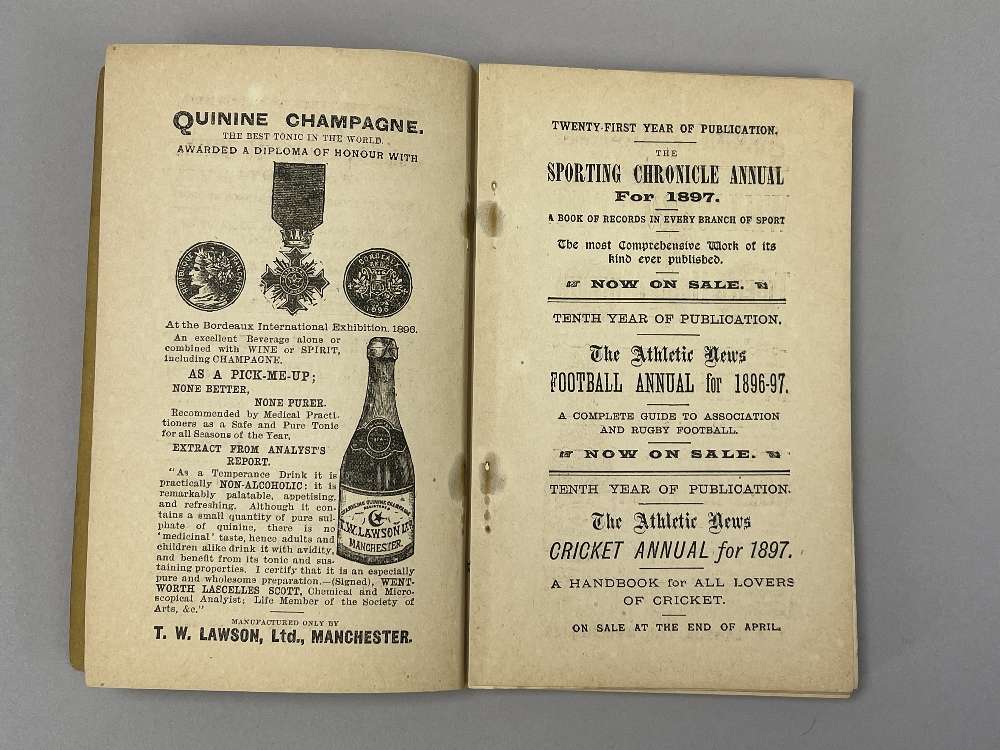 QUININE CHAMPAGNE.
THE BEST TONIC IN THE WORLD.
AWARDED A DIPLOMA OF HONOUR WITH
REPUBLIQUE FRANCAISE
1896
At the Bordeaux International Exhibition. 1896.
An excellent Beverage alone or
combined with WINE or SPIRIT,
including CHAMPAGNE.
AS A PICK-ME-UP;
NONE BETTER,
NONE PURER.
Recommended by Medical Practi-
tioners as a Safe and Pure Tonic
for all Seasons of the Year.
EXTRACT FROM ANALYST'S
REPORT.
"As a Temperance Drink it is
practically NON-ALCOHOLIC: it is
remarkably palatable, appetising,
and refreshing. Although it con-
tains a small quantity of pure sul-
phate of quinine, there is no
'medicinal' taste, hence adults and
children alike drink it with avidity,
and benefit from its tonic and sus-
taining properties. I certify that it is an especially
pure and wholesome preparation.—(Signed), WENT-
WORTH LASCELLES SCOTT, Chemical and Micro-
scopical Analyist; Life Member of the Society of
Arts, &c."
SPARKLING QUININE CHAMPAGNE
T.W. LAWSON LTD
MANCHESTER.
MANUFACTURED ONLY BY
T. W. LAWSON, Ltd., MANCHESTER.
TWENTY-FIRST YEAR OF PUBLICATION.
THE
SPORTING CHRONICLE ANNUAL
For 1897.
A BOOK OF RECORDS IN EVERY BRANCH OF SPORT
The most Comprehensive Work of its
kind ever published.
NOW ON SALE.
TENTH YEAR OF PUBLICATION.
The Athletic News
FOOTBALL ANNUAL for 1896-97.
A COMPLETE GUIDE TO ASSOCIATION
AND RUGBY FOOTBALL.
NOW ON SALE.
TENTH YEAR OF PUBLICATION.
The Athletic News
CRICKET ANNUAL for 1897.
A HANDBOOK for ALL LOVERS
OF CRICKET.
ON SALE AT THE END OF APRIL.